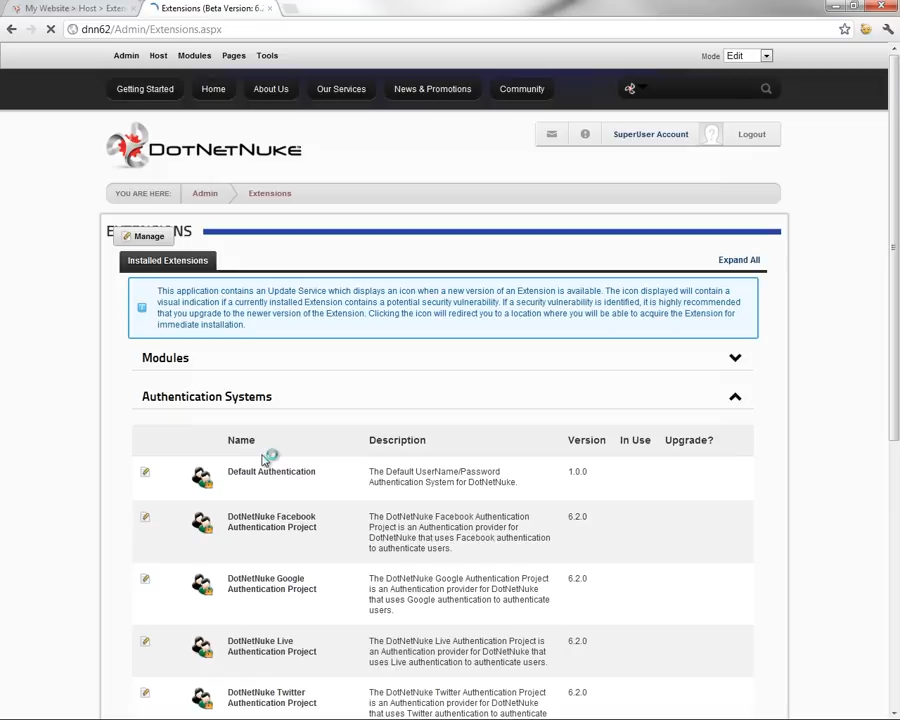 My Website > Host > Exten
Extensions (Beta Version: 6.2
dnn62/Admin/Extensions.aspx
Admin Host Modules Pages Tools
Mode Edit
Getting Started Home About Us Our Services News & Promotions Community
DOTNETNUKE
SuperUser Account Logout
YOU ARE HERE: Admin Extensions
EXTENSIONS
Manage
Installed Extensions
Expand All
This application contains an Update Service which displays an icon when a new version of an Extension is available. The icon displayed will contain a
visual indication if a currently installed Extension contains a potential security vulnerability. If a security vulnerability is identified, it is highly recommended
that you upgrade to the newer version of the Extension. Clicking the icon will redirect you to a location where you will be able to acquire the Extension for
immediate installation.
Modules
Authentication Systems
Name Description Version In Use Upgrade?
Default Authentication
The Default UserName/Password
Authentication System for DotNetNuke.
1.0.0
DotNetNuke Facebook
Authentication Project
The DotNetNuke Facebook Authentication
Project is an Authentication provider for
DotNetNuke that uses Facebook authentication
to authenticate users.
6.2.0
DotNetNuke Google
Authentication Project
The DotNetNuke Google Authentication Project
is an Authentication provider for DotNetNuke
that uses Google authentication to authenticate
users.
6.2.0
DotNetNuke Live
Authentication Project
The DotNetNuke Live Authentication Project is
an Authentication provider for DotNetNuke that
uses Live authentication to authenticate users.
6.2.0
DotNetNuke Twitter
Authentication Project
The DotNetNuke Twitter Authentication Project
is an Authentication provider for DotNetNuke
that uses Twitter authentication to authenticate
6.2.0